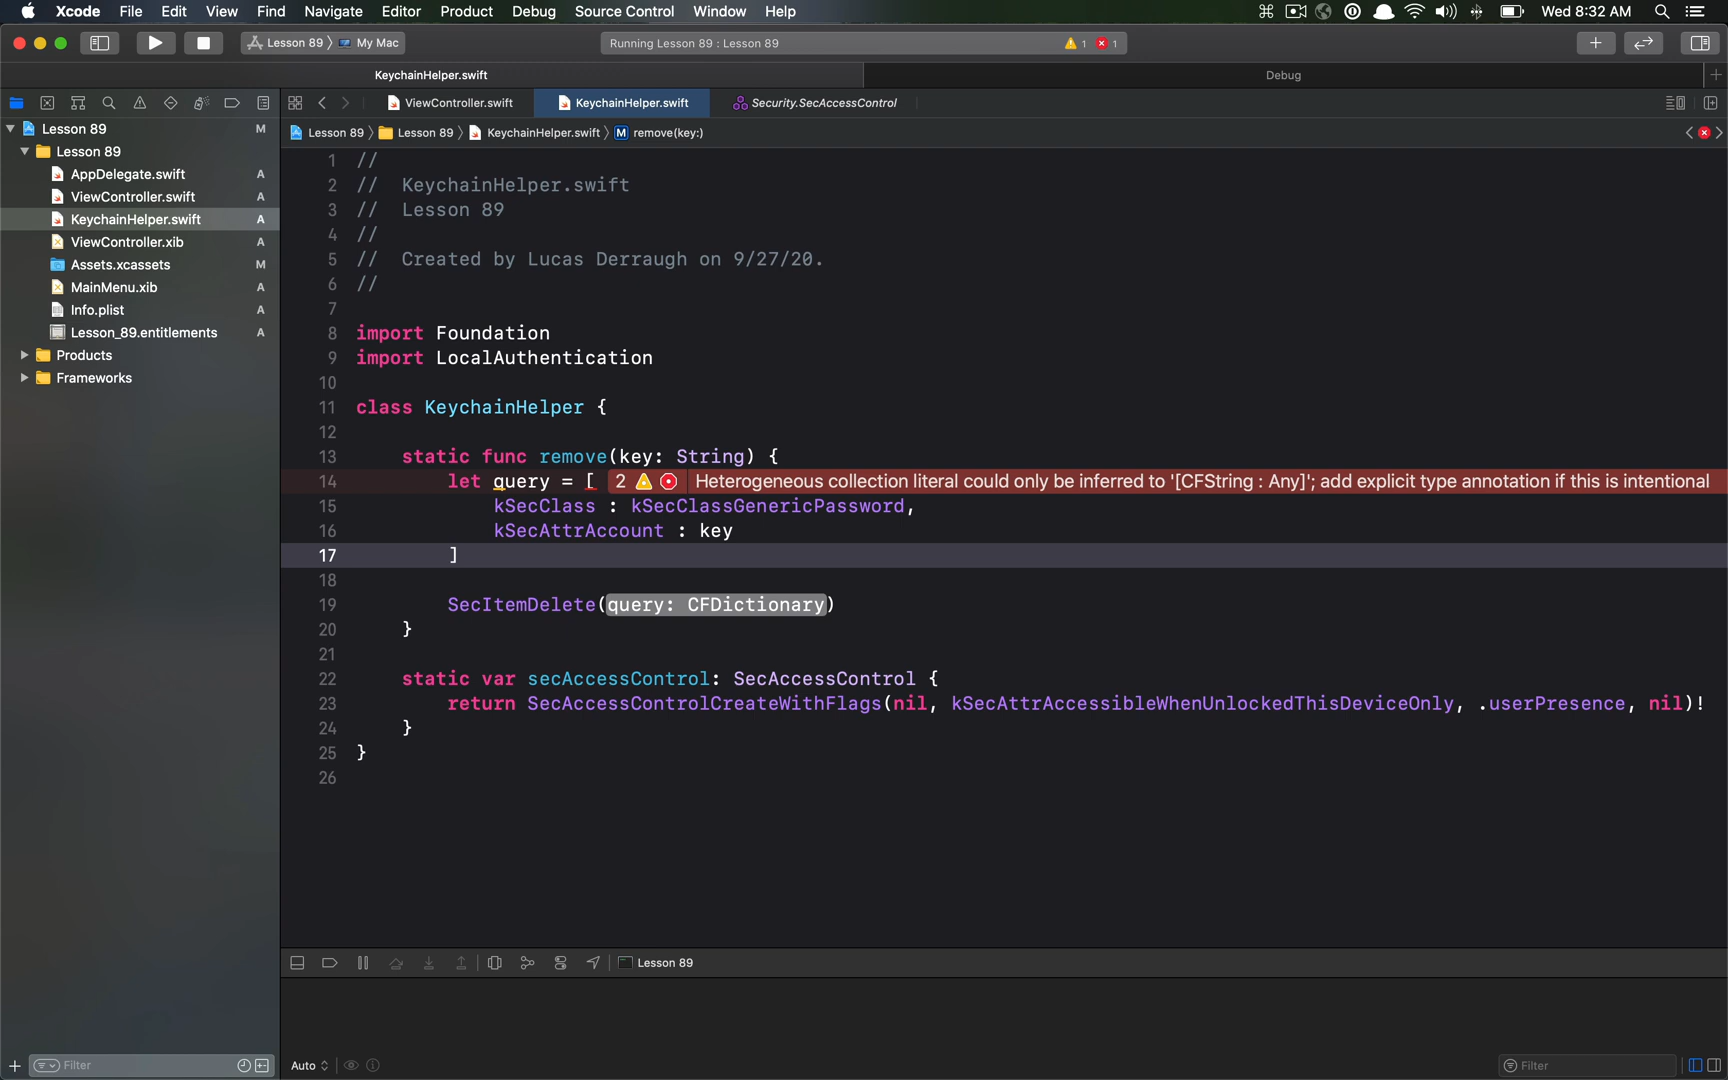 Xcode File Edit View Find Navigate Editor Product Debug Source Control Window Help Wed 8:32 AM
Lesson 89 My Mac Running Lesson 89 : Lesson 89 1 1
KeychainHelper.swift Debug
ViewController.swift KeychainHelper.swift Security.SecAccessControl
Lesson 89 Lesson 89 KeychainHelper.swift M remove(key:)
Lesson 89 M
Lesson 89
AppDelegate.swift A
ViewController.swift A
KeychainHelper.swift A
ViewController.xib A
Assets.xcassets M
MainMenu.xib A
Info.plist A
Lesson_89.entitlements A
Products
Frameworks
1 //
2 // KeychainHelper.swift
3 // Lesson 89
4 //
5 // Created by Lucas Derraugh on 9/27/20.
6 //
7
8 import Foundation
9 import LocalAuthentication
10
11 class KeychainHelper {
12
13 static func remove(key: String) {
14 let query = [ 2 Heterogeneous collection literal could only be inferred to '[CFString : Any]'; add explicit type annotation if this is intentional
15 kSecClass : kSecClassGenericPassword,
16 kSecAttrAccount : key
17 ]
18
19 SecItemDelete(query: CFDictionary)
20 }
21
22 static var secAccessControl: SecAccessControl {
23 return SecAccessControlCreateWithFlags(nil, kSecAttrAccessibleWhenUnlockedThisDeviceOnly, .userPresence, nil)!
24 }
25 }
26
Lesson 89
Filter Auto Filter